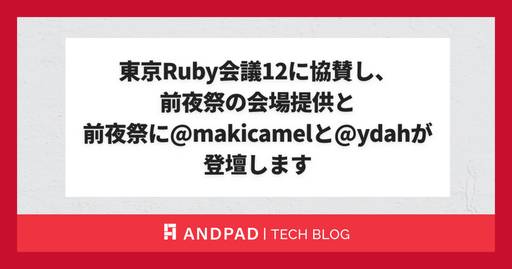 東京Ruby会議12に協賛し、
前夜祭の会場提供と
前夜祭に@makicamelと@ydahが
登壇します
ANDPAD | TECH BLOG